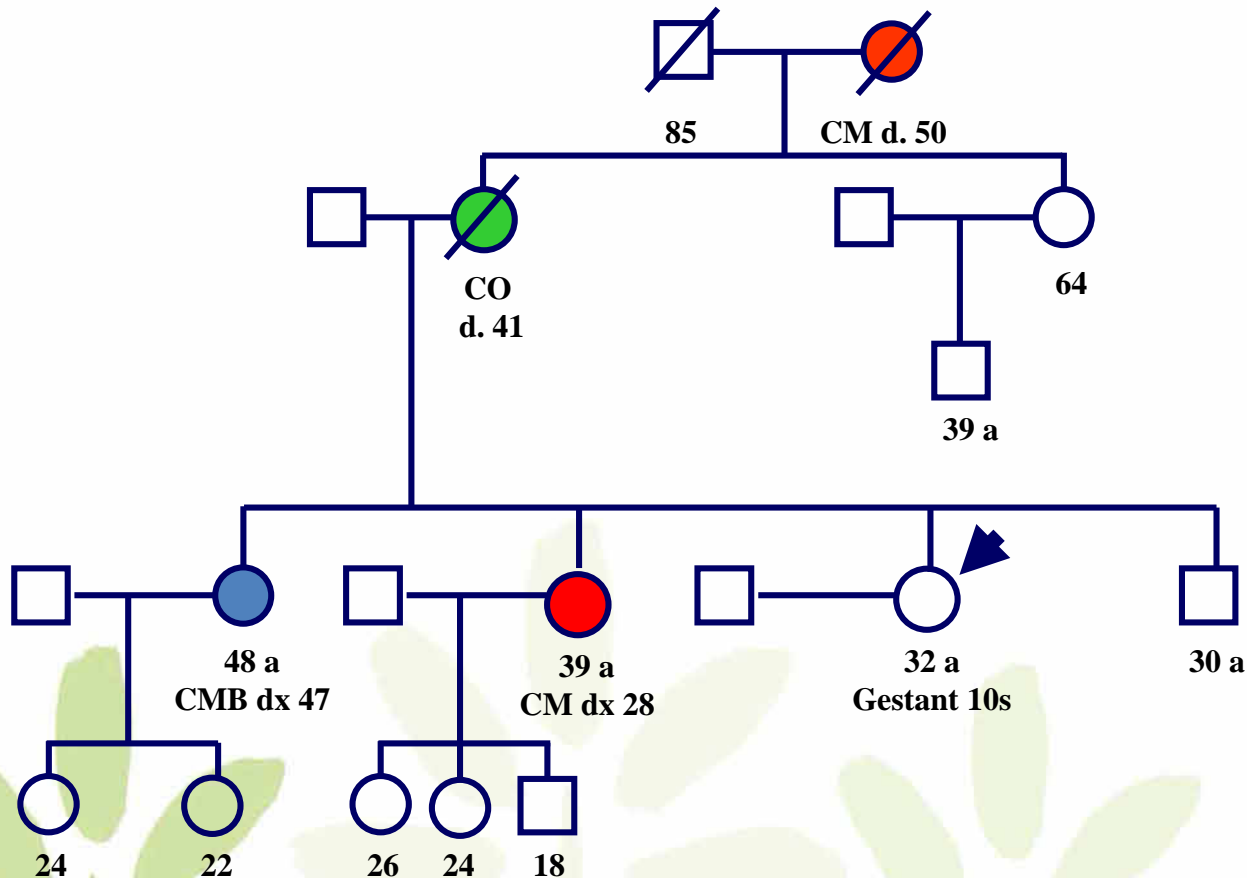 85
CM d. 50
CO
d. 41
64
39 a
48 a
CMB dx 47
39 a
CM dx 28
32 a
Gestant 10s
30 a
24
22
26
24
18